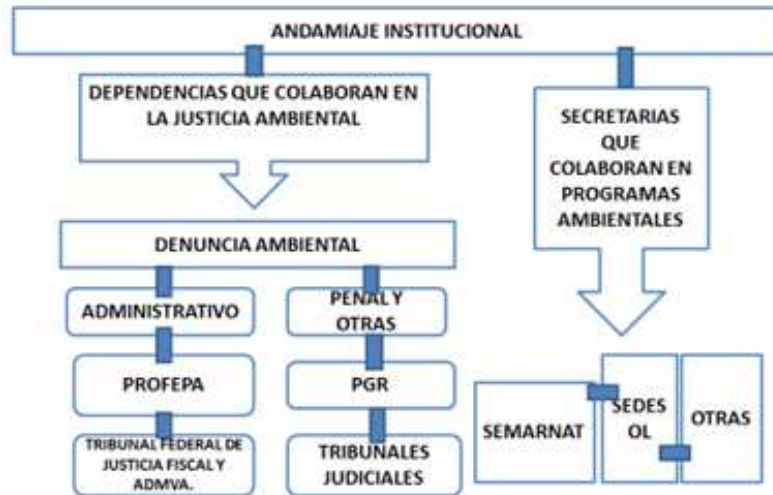 ANDAMIAJE INSTITUCIONAL
DEPENDENCIAS QUE COLABORAN EN
LA JUSTICIA AMBIENTAL
SECRETARIAS
QUE
COLABORAN EN
PROGRAMAS
AMBIENTALES
DENUNCIA AMBIENTAL
ADMINISTRATIVO
PENAL Y
OTRAS
PROFEPA
PGR
TRIBUNAL FEDERAL DE
JUSTICIA FISCAL Y
ADMVA.
TRIBUNALES
JUDICIALES
SEMARNAT
SEDES
OL
OTRAS